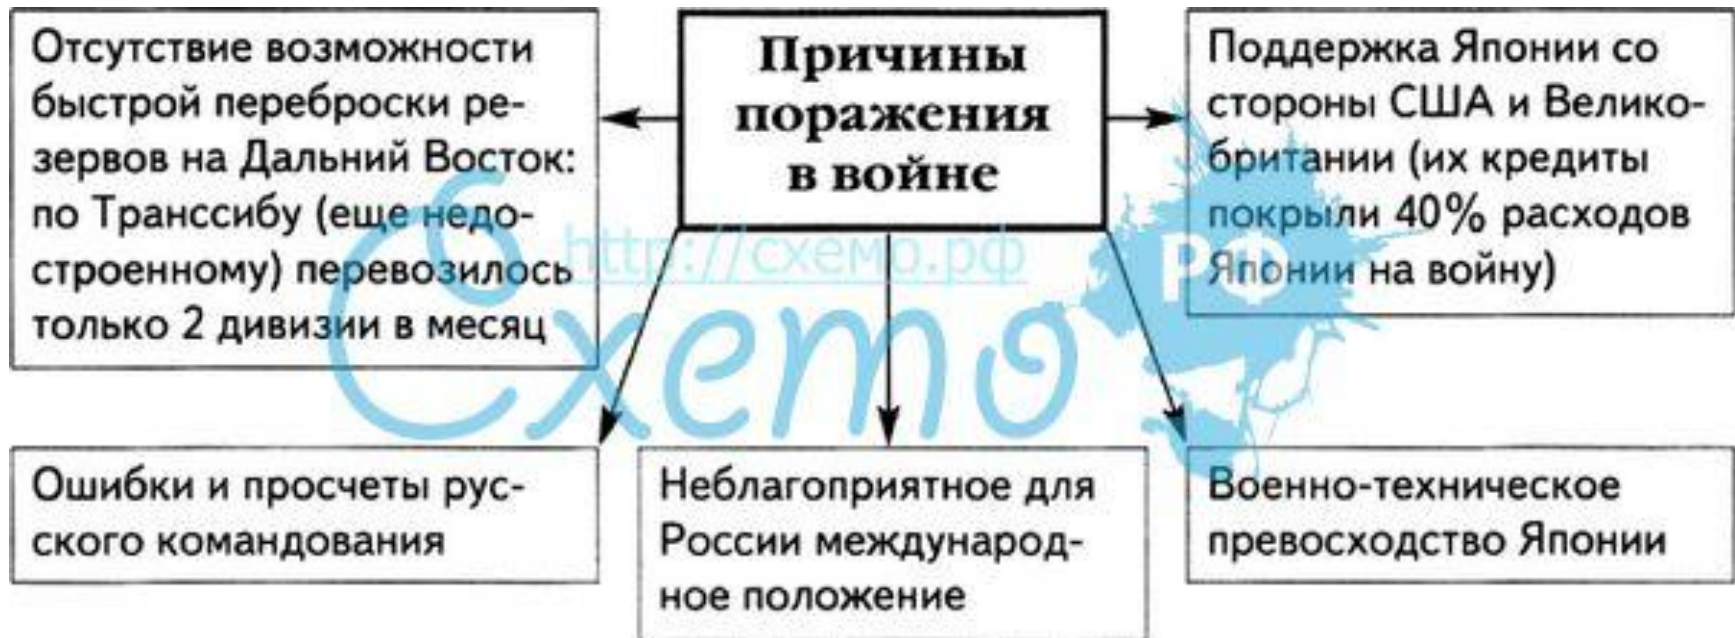 Отсутствие возможности
быстрой переброски ре-
зервов на Дальний Восток:
по Транссибу (еще недо-
строенному) перевозилось
только 2 дивизии в месяц
Причины
поражения
в войне
Поддержка Японии со
стороны США и Велико-
британии (их кредиты
покрыли 40% расходов
Японии на войну)
http://схемо.рф
Схемо
РФ
Ошибки и просчеты рус-
ского командования
Неблагоприятное для
России международ-
ное положение
Военно-техническое
превосходство Японии